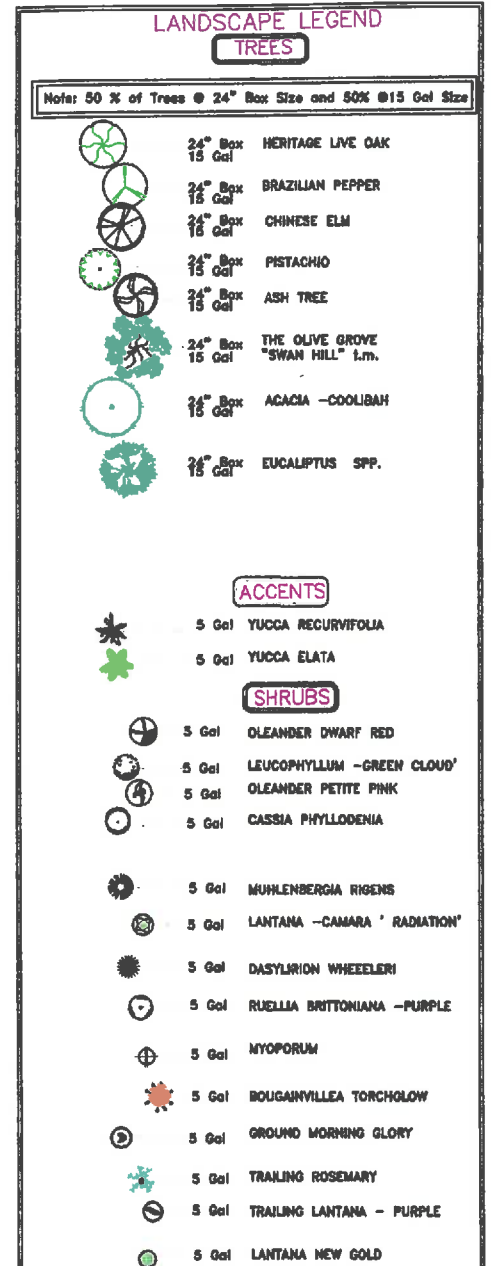 LANDSCAPE LEGEND
TREES
Note: 50 % of Trees @ 24" Box Size and 50% @15 Gal Size
24" Box HERITAGE LIVE OAK
15 Gal
24" Box BRAZILIAN PEPPER
15 Gal
24" Box CHINESE ELM
15 Gal
24" Box PISTACHIO
15 Gal
24" Box ASH TREE
15 Gal
24" Box THE OLIVE GROVE
15 Gal "SWAN HILL" t.m.
24" Box ACACIA -COOLIBAH
15 Gal
24" Box EUCALIPTUS SPP.
15 Gal
ACCENTS
5 Gal YUCCA RECURVIFOLIA
5 Gal YUCCA ELATA
SHRUBS
5 Gal OLEANDER DWARF RED
5 Gal LEUCOPHYLLUM -GREEN CLOUD'
5 Gal OLEANDER PETITE PINK
5 Gal CASSIA PHYLLODENIA
5 Gal MUHLENBERGIA RIGENS
5 Gal LANTANA -CAMARA ' RADIATION'
5 Gal DASYLIRION WHEEELERI
5 Gal RUELLIA BRITTONIANA -PURPLE
5 Gal MYOPORUM
5 Gal BOUGAINVILLEA TORCHGLOW
5 Gal GROUND MORNING GLORY
5 Gal TRAILING ROSEMARY
5 Gal TRAILING LANTANA - PURPLE
5 Gal LANTANA NEW GOLD